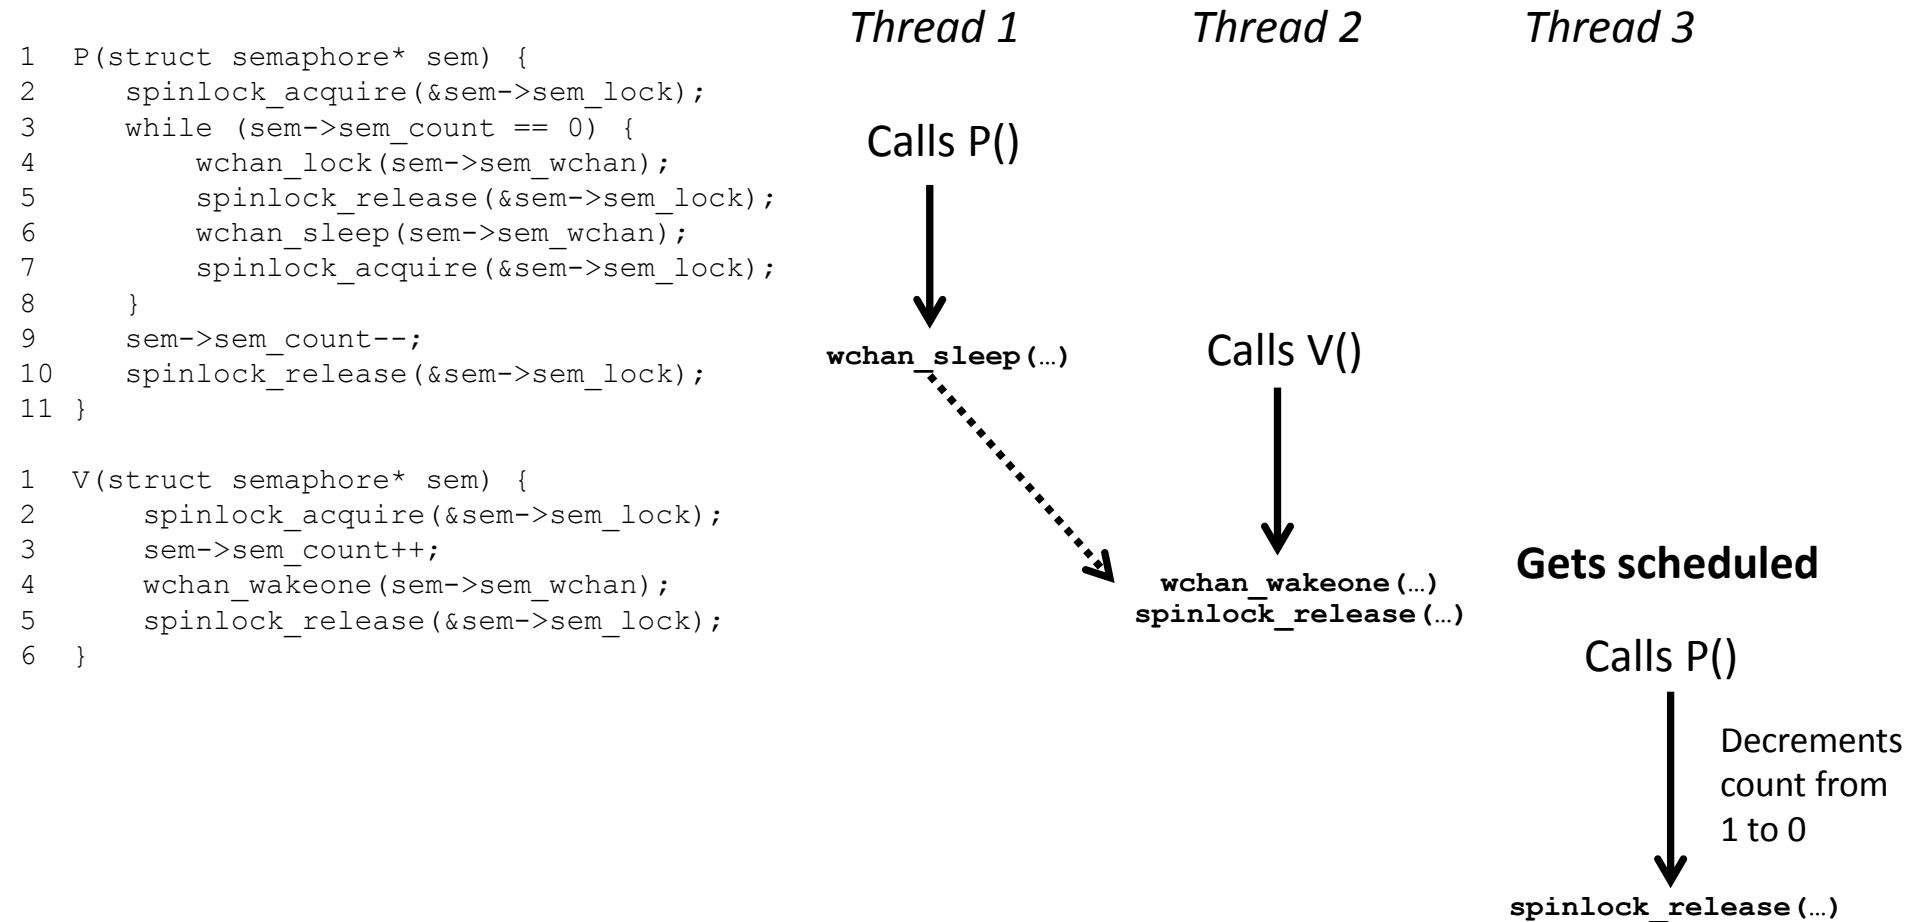 Thread 1 Thread 2 Thread 3
1 P(struct semaphore* sem) {
2 spinlock_acquire(&sem->sem_lock);
3 while (sem->sem_count == 0) {
4 wchan_lock(sem->sem_wchan);
5 spinlock_release(&sem->sem_lock);
6 wchan_sleep(sem->sem_wchan);
7 spinlock_acquire(&sem->sem_lock);
8 }
9 sem->sem_count--;
10 spinlock_release(&sem->sem_lock);
11 }
1 V(struct semaphore* sem) {
2 spinlock_acquire(&sem->sem_lock);
3 sem->sem_count++;
4 wchan_wakeone(sem->sem_wchan);
5 spinlock_release(&sem->sem_lock);
6 }
Calls P()
wchan_sleep(…)
Calls V()
wchan_wakeone(…)
spinlock_release(…)
Gets scheduled
Calls P()
Decrements
count from
1 to 0
spinlock_release(…)